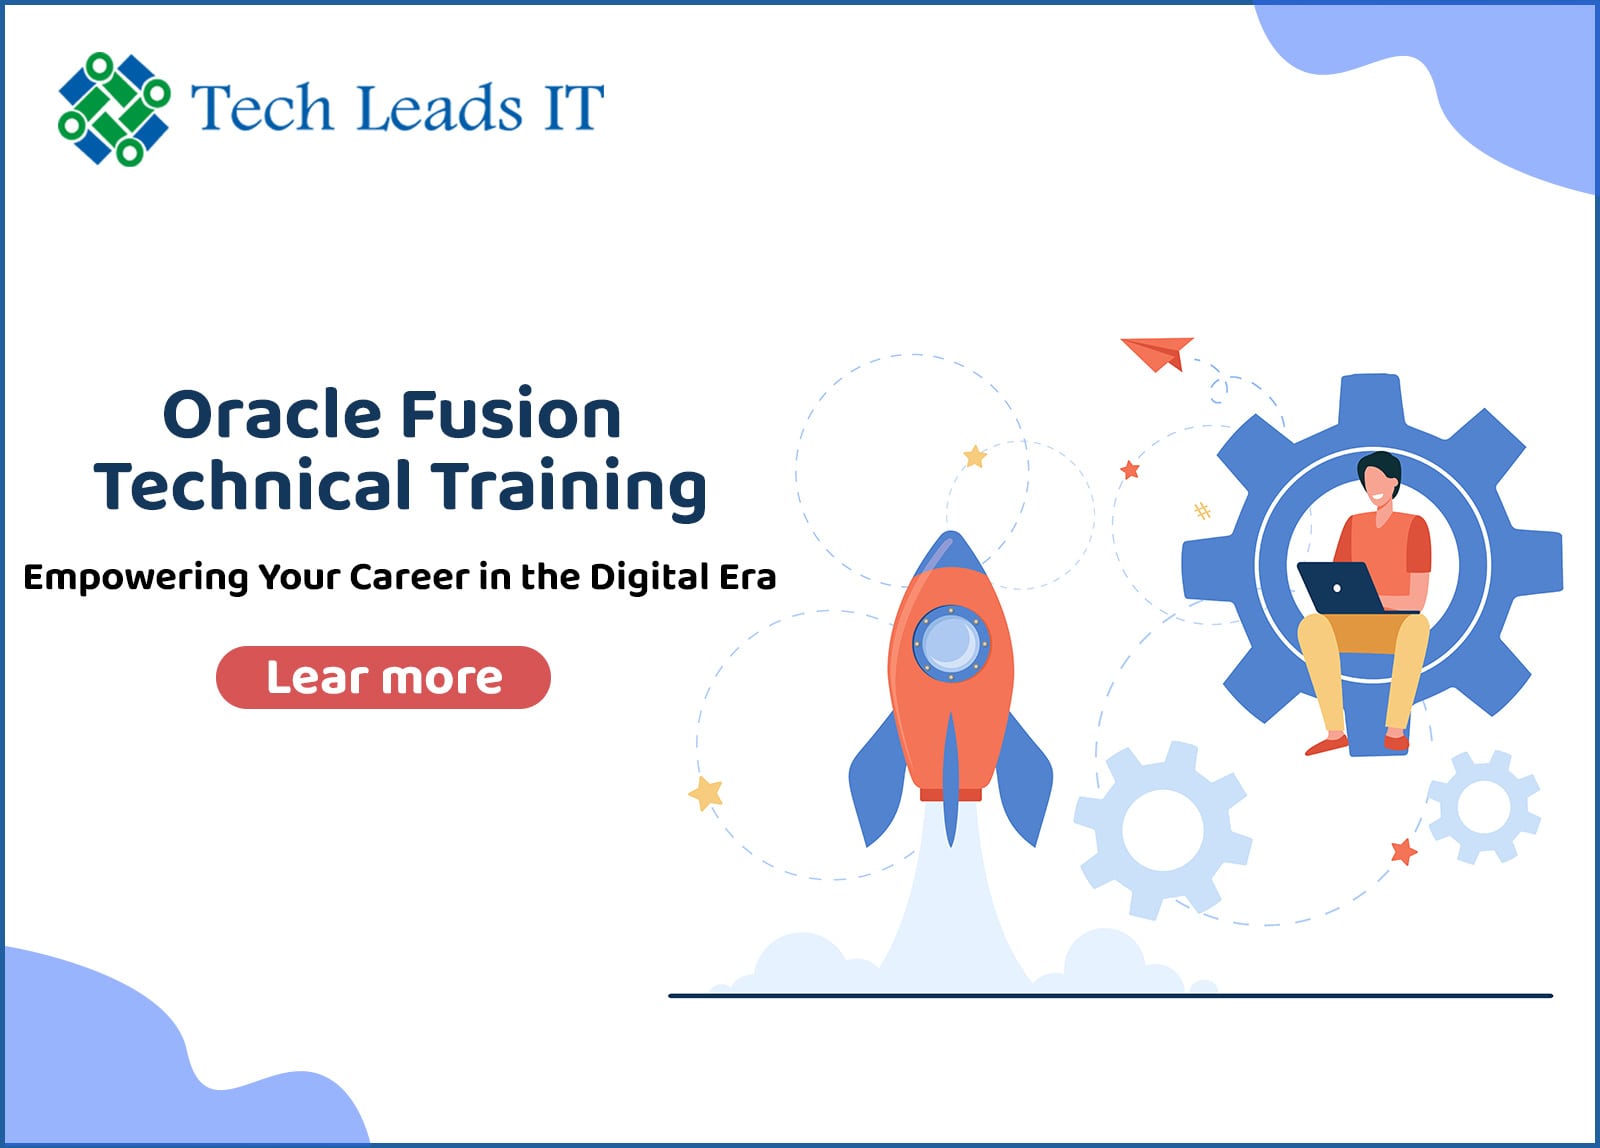 Tech Leads IT
Oracle Fusion
Technical Training
Empowering Your Career in the Digital Era
Lear more